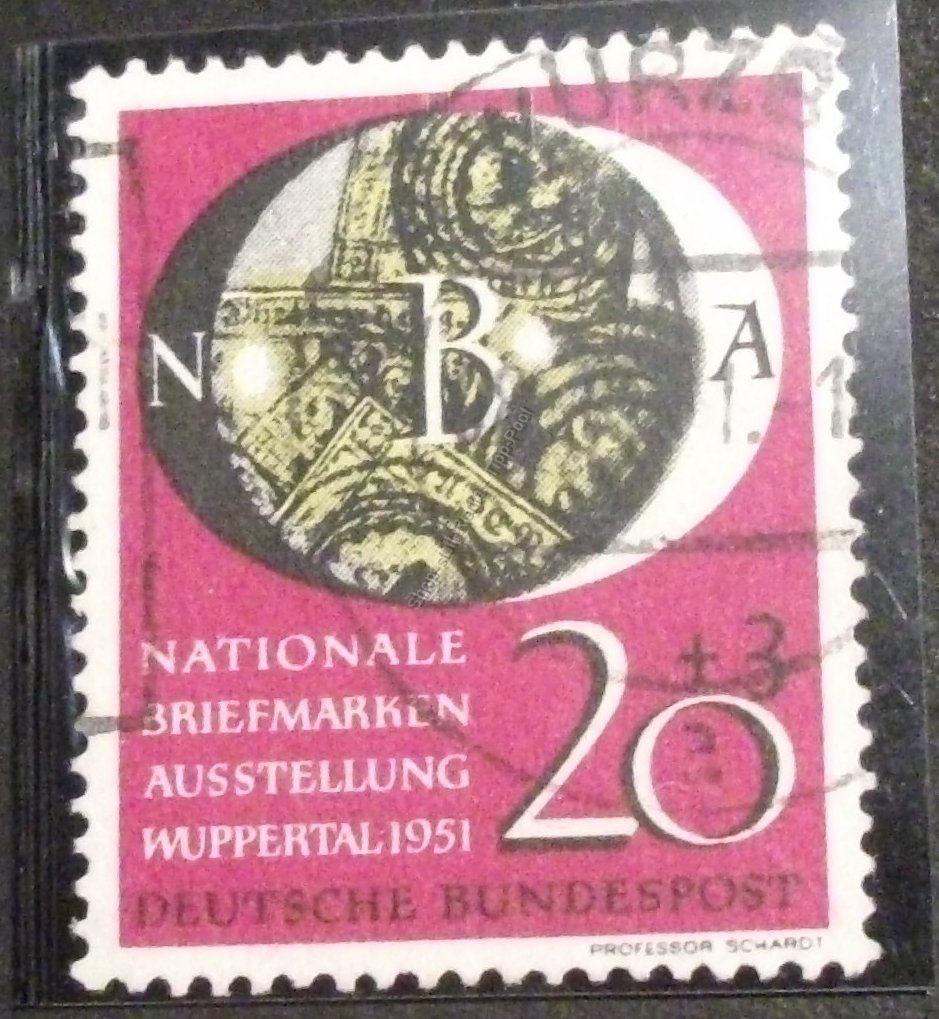 N B A
NATIONALE
BRIEFMARKEN
AUSSTELLUNG
WUPPERTAL·1951
20 + 3
DEUTSCHE BUNDESPOST
PROFESSOR SCHARDT